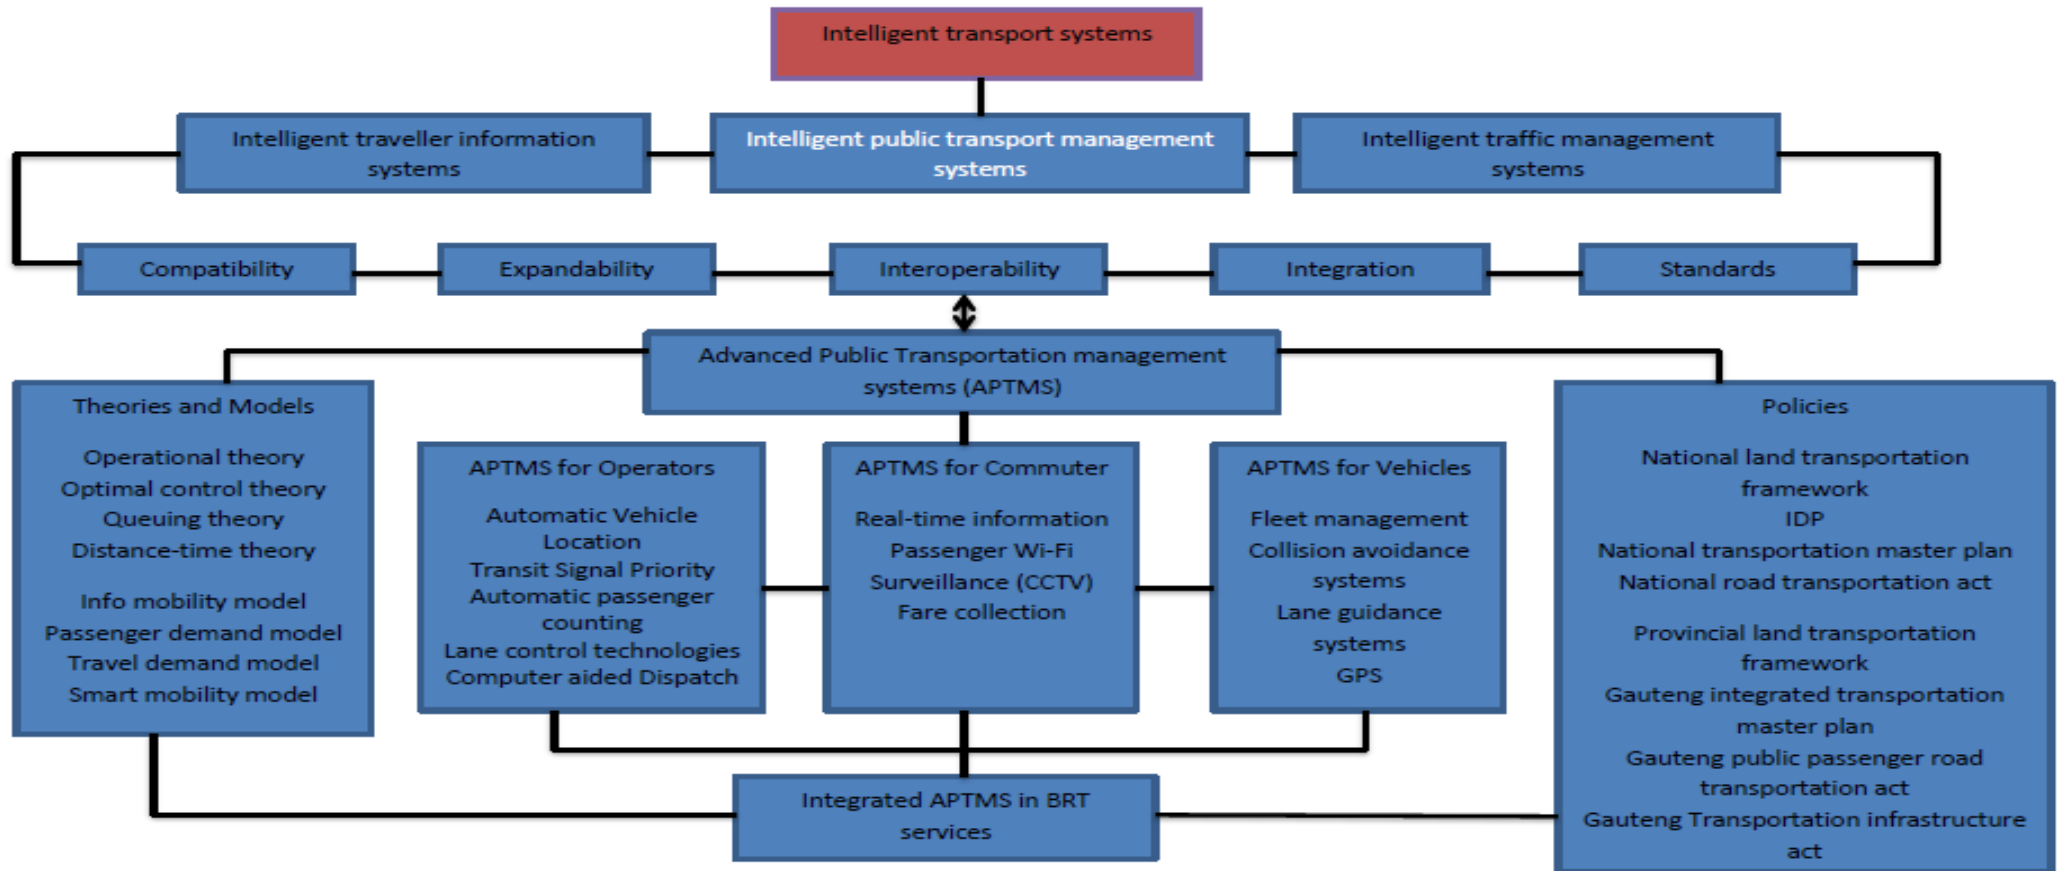 Intelligent transport systems
Intelligent traveller information
systems
Intelligent public transport management
systems
Intelligent traffic management
systems
Compatibility
Expandability
Interoperability
Integration
Standards
Advanced Public Transportation management
systems (APTMS)
Theories and Models
Operational theory
Optimal control theory
Queuing theory
Distance-time theory
Info mobility model
Passenger demand model
Travel demand model
Smart mobility model
APTMS for Operators
Automatic Vehicle
Location
Transit Signal Priority
Automatic passenger
counting
Lane control technologies
Computer aided Dispatch
APTMS for Commuter
Real-time information
Passenger Wi-Fi
Surveillance (CCTV)
Fare collection
APTMS for Vehicles
Fleet management
Collision avoidance
systems
Lane guidance
systems
GPS
Policies
National land transportation
framework
IDP
National transportation master plan
National road transportation act
Provincial land transportation
framework
Gauteng integrated transportation
master plan
Gauteng public passenger road
transportation act
Gauteng Transportation infrastructure
act
Integrated APTMS in BRT
services